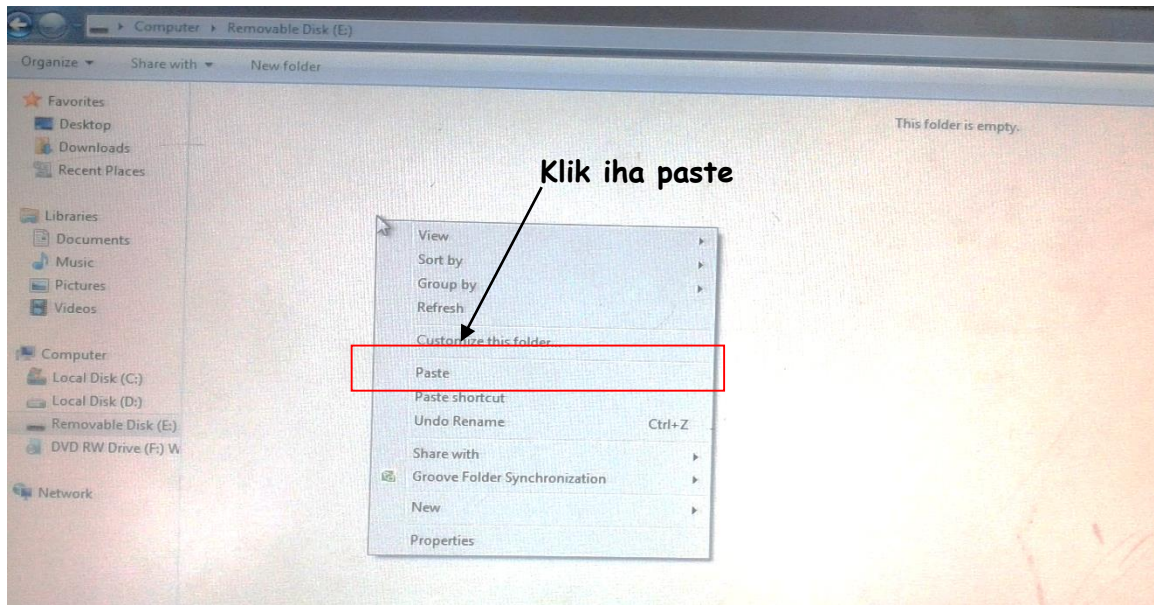 Computer ▸ Removable Disk (E:)
Organize ▾ Share with ▾ New folder
Favorites
Desktop
Downloads
Recent Places
Libraries
Documents
Music
Pictures
Videos
Computer
Local Disk (C:)
Local Disk (D:)
Removable Disk (E:)
DVD RW Drive (F:) W
Network
This folder is empty.
Klik iha paste
View
Sort by
Group by
Refresh
Customize this folder...
Paste
Paste shortcut
Undo Rename Ctrl+Z
Share with
Groove Folder Synchronization
New
Properties